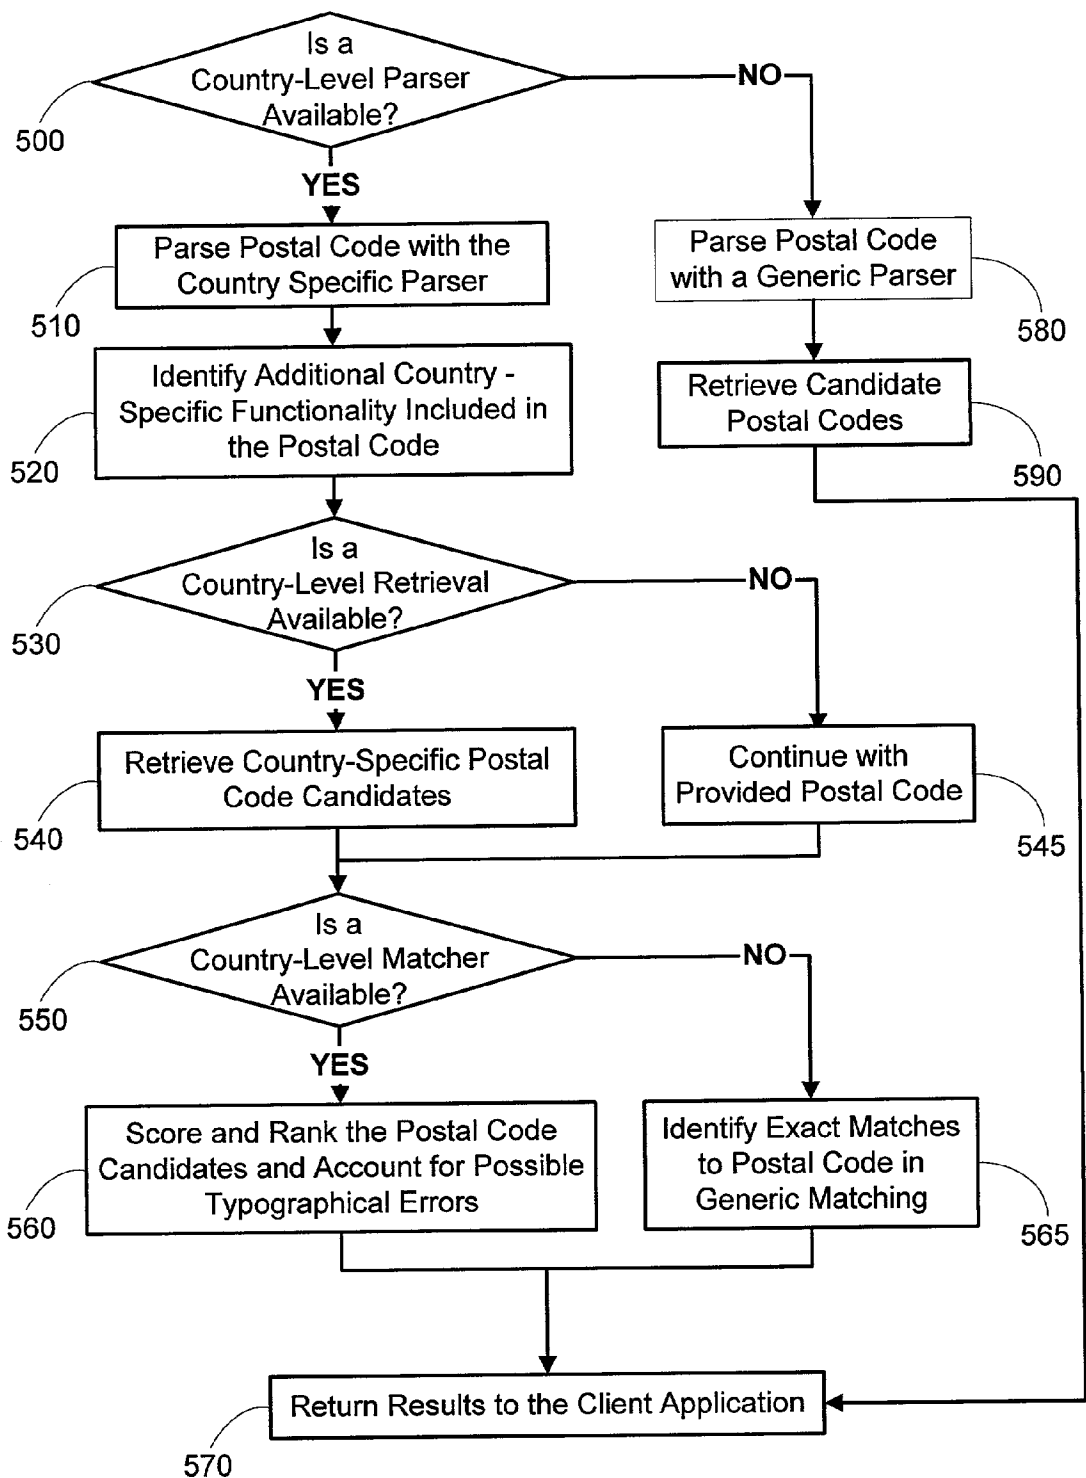 Is a
Country-Level Parser
Available?
500
NO
YES
Parse Postal Code with the
Country Specific Parser
510
Parse Postal Code
with a Generic Parser
580
Identify Additional Country -
Specific Functionality Included in
the Postal Code
520
Retrieve Candidate
Postal Codes
590
Is a
Country-Level Retrieval
Available?
530
NO
YES
Retrieve Country-Specific Postal
Code Candidates
540
Continue with
Provided Postal Code
545
Is a
Country-Level Matcher
Available?
550
NO
YES
Score and Rank the Postal Code
Candidates and Account for Possible
Typographical Errors
560
Identify Exact Matches
to Postal Code in
Generic Matching
565
Return Results to the Client Application
570